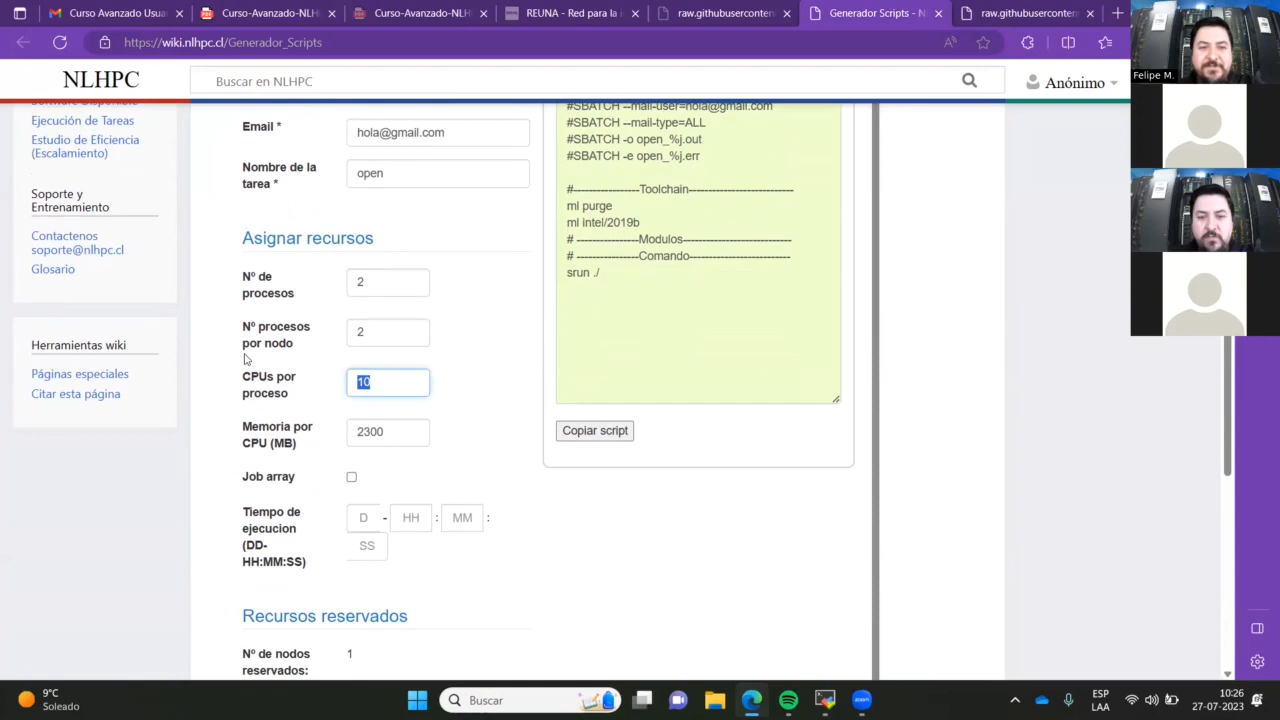 Curso Avanzado Usua
Curso-Avanzado-NLH
Curso-Avanzado-NLH
REUNA - Red para la i
raw.githubuserconten
Generador Scripts - N
raw.githubuserconten
https://wiki.nlhpc.cl/Generador_Scripts
NLHPC
Buscar en NLHPC
Anónimo
Felipe M.
Ejecución de Tareas
Estudio de Eficiencia
(Escalamiento)
Soporte y
Entrenamiento
Contactenos
soporte@nlhpc.cl
Glosario
Herramientas wiki
Páginas especiales
Citar esta página
Email *
hola@gmail.com
Nombre de la
tarea *
open
Asignar recursos
Nº de
procesos
2
Nº procesos
por nodo
2
CPUs por
proceso
10
Memoria por
CPU (MB)
2300
Job array
Tiempo de
ejecucion
(DD-
HH:MM:SS)
D - HH : MM :
SS
Recursos reservados
Nº de nodos
reservados:
1
#SBATCH --mail-user=hola@gmail.com
#SBATCH --mail-type=ALL
#SBATCH -o open_%j.out
#SBATCH -e open_%j.err
#-----------------Toolchain---------------------------
ml purge
ml intel/2019b
# ----------------Modulos----------------------------
# ----------------Comando--------------------------
srun ./
Copiar script
9°C
Soleado
Buscar
ESP
LAA
10:26
27-07-2023